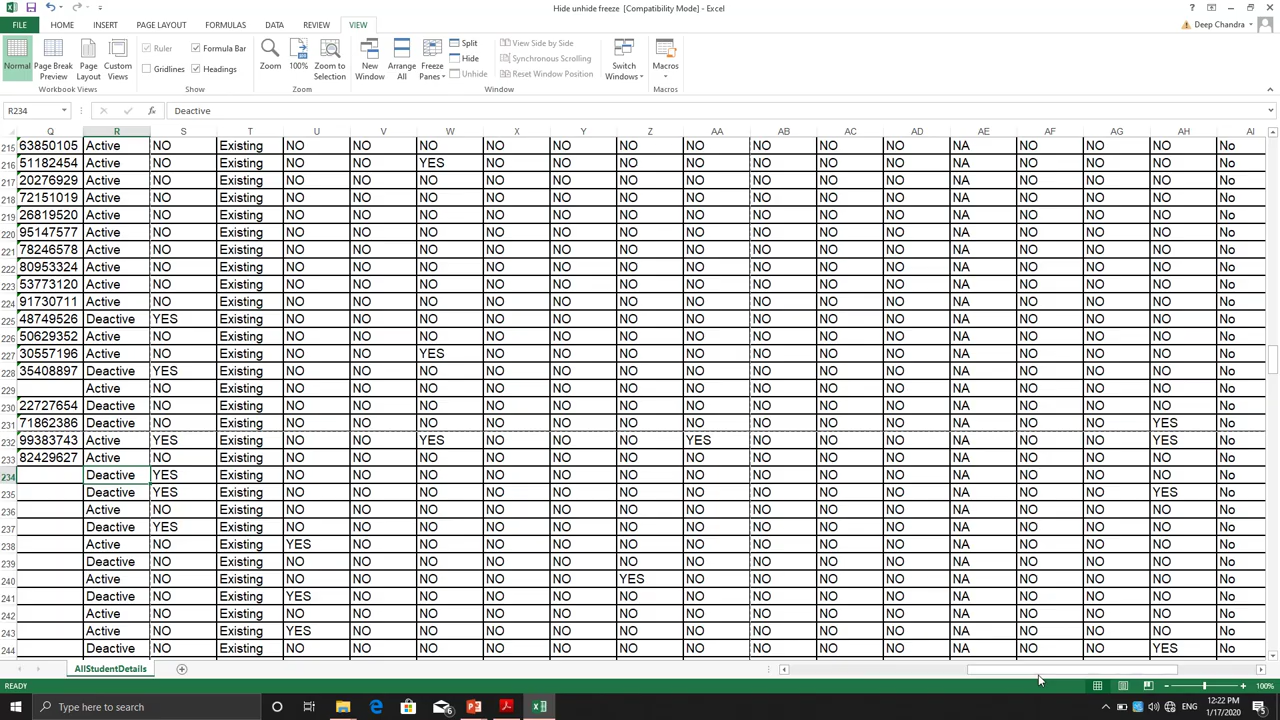 Hide unhide freeze [Compatibility Mode] - Excel
Deep Chandra
FILE HOME INSERT PAGE LAYOUT FORMULAS DATA REVIEW VIEW
Normal Page Break Preview Page Layout Custom Views
Workbook Views
Ruler Formula Bar
Gridlines Headings
Show
Zoom 100% Zoom to Selection
Zoom
New Window Arrange All Freeze Panes
Split View Side by Side
Hide Synchronous Scrolling
Unhide Reset Window Position
Window
Switch Windows
Macros
Macros
R234 fx Deactive
Q R S T U V W X Y Z AA AB AC AD AE AF AG AH AI
215 63850105 Active NO Existing NO NO NO NO NO NO NO NO NO NO NA NO NO NO No
216 51182454 Active NO Existing NO NO YES NO NO NO NO NO NO NO NA NO NO NO No
217 20276929 Active NO Existing NO NO NO NO NO NO NO NO NO NO NA NO NO NO No
218 72151019 Active NO Existing NO NO NO NO NO NO NO NO NO NO NA NO NO NO No
219 26819520 Active NO Existing NO NO NO NO NO NO NO NO NO NO NA NO NO NO No
220 95147577 Active NO Existing NO NO NO NO NO NO NO NO NO NO NA NO NO NO No
221 78246578 Active NO Existing NO NO NO NO NO NO NO NO NO NO NA NO NO NO No
222 80953324 Active NO Existing NO NO NO NO NO NO NO NO NO NO NA NO NO NO No
223 53773120 Active NO Existing NO NO NO NO NO NO NO NO NO NO NA NO NO NO No
224 91730711 Active NO Existing NO NO NO NO NO NO NO NO NO NO NA NO NO NO No
225 48749526 Deactive YES Existing NO NO NO NO NO NO NO NO NO NO NA NO NO NO No
226 50629352 Active NO Existing NO NO NO NO NO NO NO NO NO NO NA NO NO NO No
227 30557196 Active NO Existing NO NO YES NO NO NO NO NO NO NO NA NO NO NO No
228 35408897 Deactive YES Existing NO NO NO NO NO NO NO NO NO NO NA NO NO NO No
229 Active NO Existing NO NO NO NO NO NO NO NO NO NO NA NO NO NO No
230 22727654 Deactive NO Existing NO NO NO NO NO NO NO NO NO NO NA NO NO NO No
231 71862386 Deactive NO Existing NO NO NO NO NO NO NO NO NO NO NA NO NO YES No
232 99383743 Active YES Existing NO NO YES NO NO NO YES NO NO NO NA NO NO YES No
233 82429627 Active NO Existing NO NO NO NO NO NO NO NO NO NO NA NO NO NO No
234 Deactive YES Existing NO NO NO NO NO NO NO NO NO NO NA NO NO NO No
235 Deactive YES Existing NO NO NO NO NO NO NO NO NO NO NA NO NO YES No
236 Active NO Existing NO NO NO NO NO NO NO NO NO NO NA NO NO NO No
237 Deactive YES Existing NO NO NO NO NO NO NO NO NO NO NA NO NO NO No
238 Active NO Existing YES NO NO NO NO NO NO NO NO NO NA NO NO NO No
239 Deactive NO Existing NO NO NO NO NO NO NO NO NO NO NA NO NO NO No
240 Active NO Existing NO NO NO NO NO YES NO NO NO NO NA NO NO NO No
241 Deactive NO Existing YES NO NO NO NO NO NO NO NO NO NA NO NO NO No
242 Active NO Existing NO NO NO NO NO NO NO NO NO NO NA NO NO NO No
243 Active NO Existing YES NO NO NO NO NO NO NO NO NO NA NO NO NO No
244 Deactive NO Existing NO NO NO NO NO NO NO NO NO NO NA NO NO YES No
AllStudentDetails
READY 100%
Type here to search ENG 12:22 PM
1/17/2020